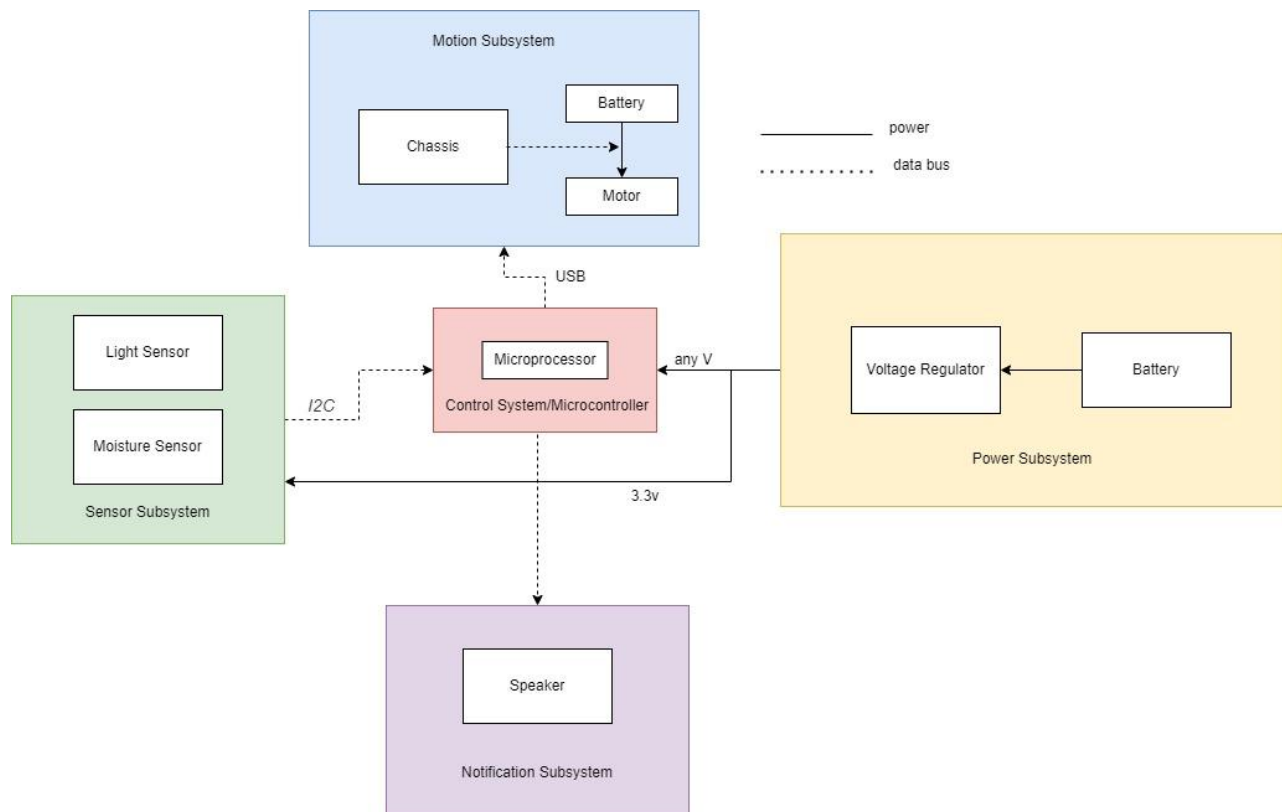 Motion Subsystem
Battery
Chassis
Motor
power
data bus
USB
Light Sensor
Moisture Sensor
Sensor Subsystem
I2C
Microprocessor
Control System/Microcontroller
any V
3.3v
Voltage Regulator
Battery
Power Subsystem
Speaker
Notification Subsystem